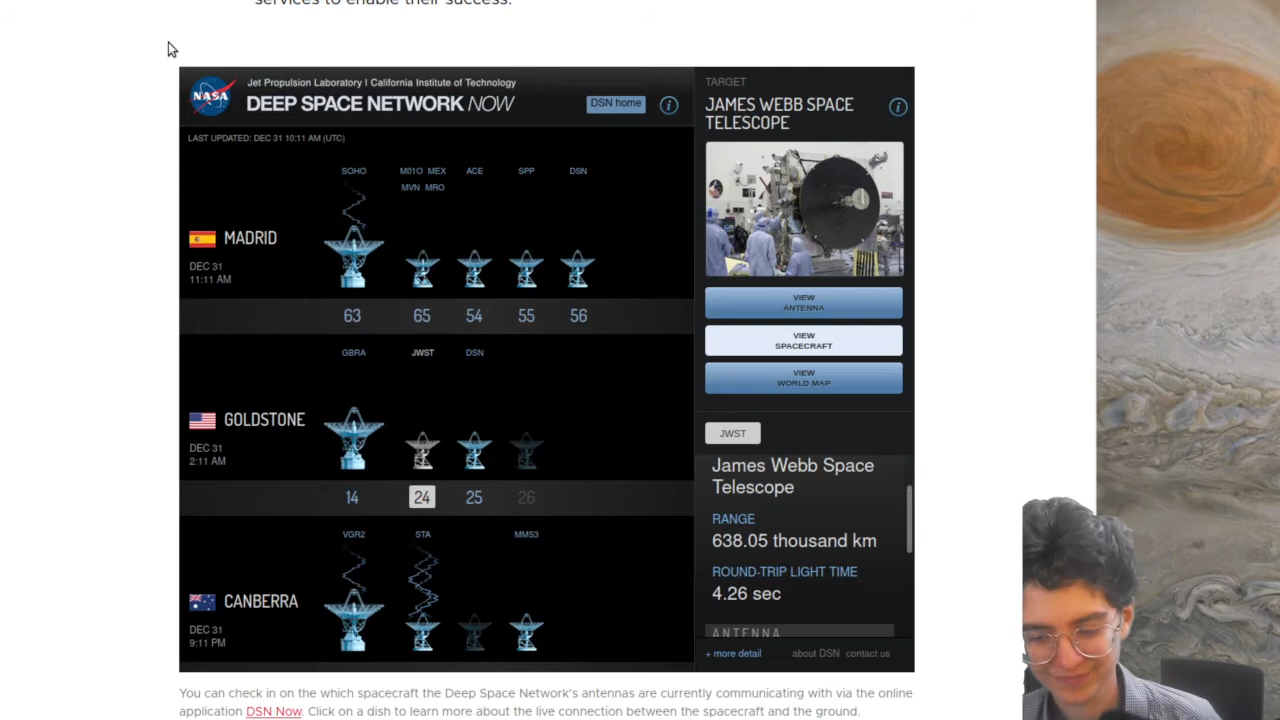 services to enable their success.
NASA
Jet Propulsion Laboratory | California Institute of Technology
DEEP SPACE NETWORK NOW
DSN home
i
LAST UPDATED: DEC 31 10:11 AM (UTC)
SOHO M01O MEX ACE SPP DSN
MVN MRO
MADRID
DEC 31
11:11 AM
63 65 54 55 56
GBRA JWST DSN
GOLDSTONE
DEC 31
2:11 AM
14 24 25 26
VGR2 STA MMS3
CANBERRA
DEC 31
9:11 PM
TARGET
JAMES WEBB SPACE
TELESCOPE
i
VIEW
ANTENNA
VIEW
SPACECRAFT
VIEW
WORLD MAP
JWST
James Webb Space
Telescope
RANGE
638.05 thousand km
ROUND-TRIP LIGHT TIME
4.26 sec
ANTENNA
+ more detail about DSN contact us
You can check in on the which spacecraft the Deep Space Network's antennas are currently communicating with via the online
application DSN Now. Click on a dish to learn more about the live connection between the spacecraft and the ground.